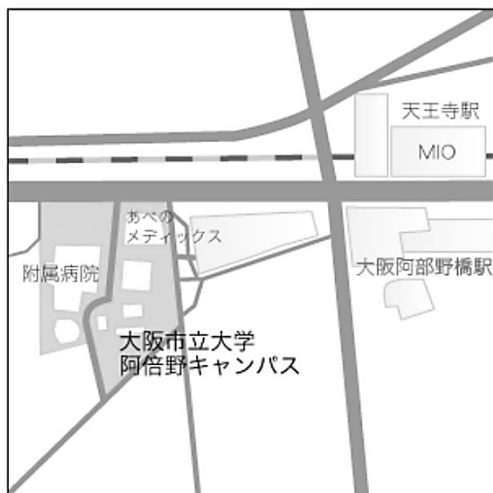 天王寺駅
MIO
あべの
メディックス
附属病院
大阪阿部野橋駅
大阪市立大学
阿倍野キャンパス